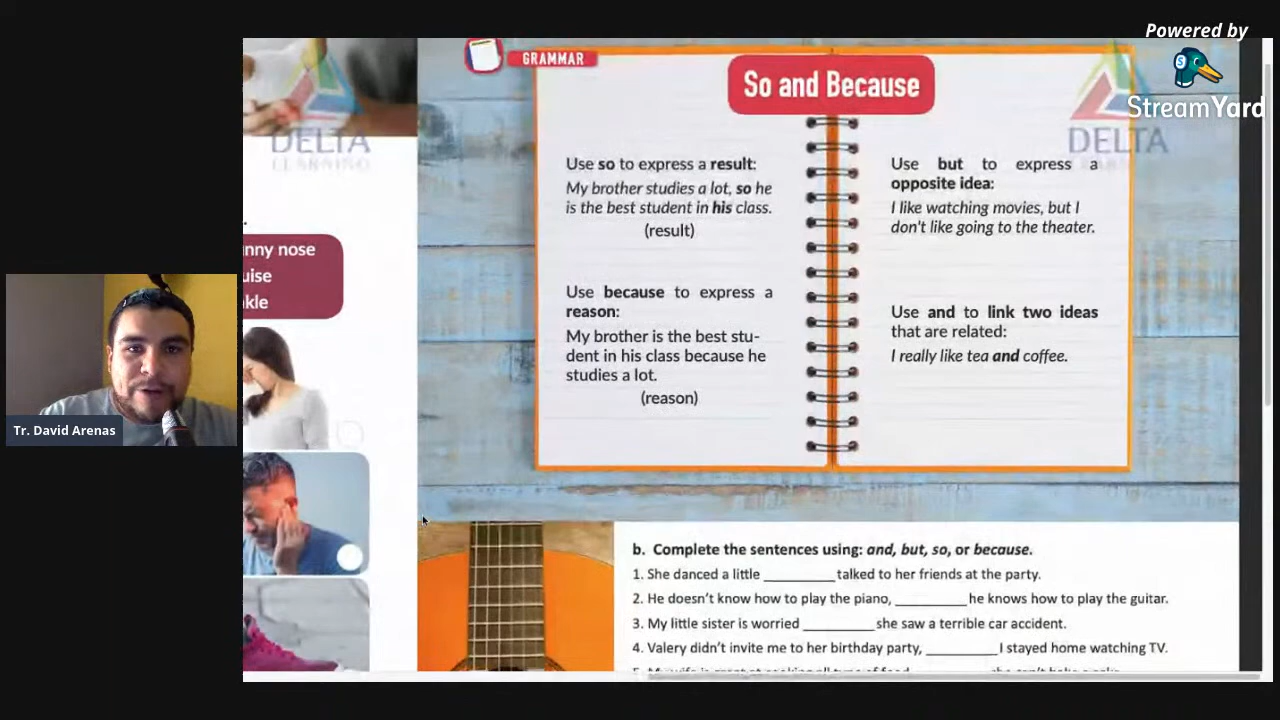 Powered by
StreamYard
GRAMMAR
So and Because
DELTA
LEARNING
DELTA
Use so to express a result:
My brother studies a lot, so he
is the best student in his class.
(result)
Use because to express a
reason:
My brother is the best stu-
dent in his class because he
studies a lot.
(reason)
Use but to express a
opposite idea:
I like watching movies, but I
don't like going to the theater.
Use and to link two ideas
that are related:
I really like tea and coffee.
Tr. David Arenas
b. Complete the sentences using: and, but, so, or because.
1. She danced a little __________ talked to her friends at the party.
2. He doesn't know how to play the piano, __________ he knows how to play the guitar.
3. My little sister is worried __________ she saw a terrible car accident.
4. Valery didn't invite me to her birthday party, __________ I stayed home watching TV.